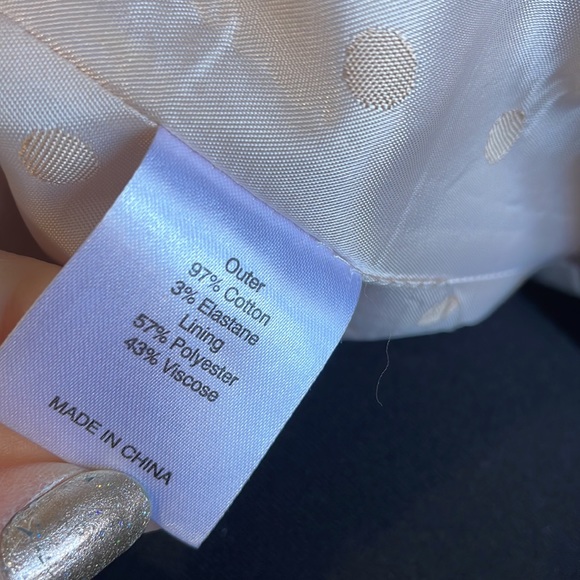 Outer
97% Cotton
3% Elastane
Lining
57% Polyester
43% Viscose
MADE IN CHINA